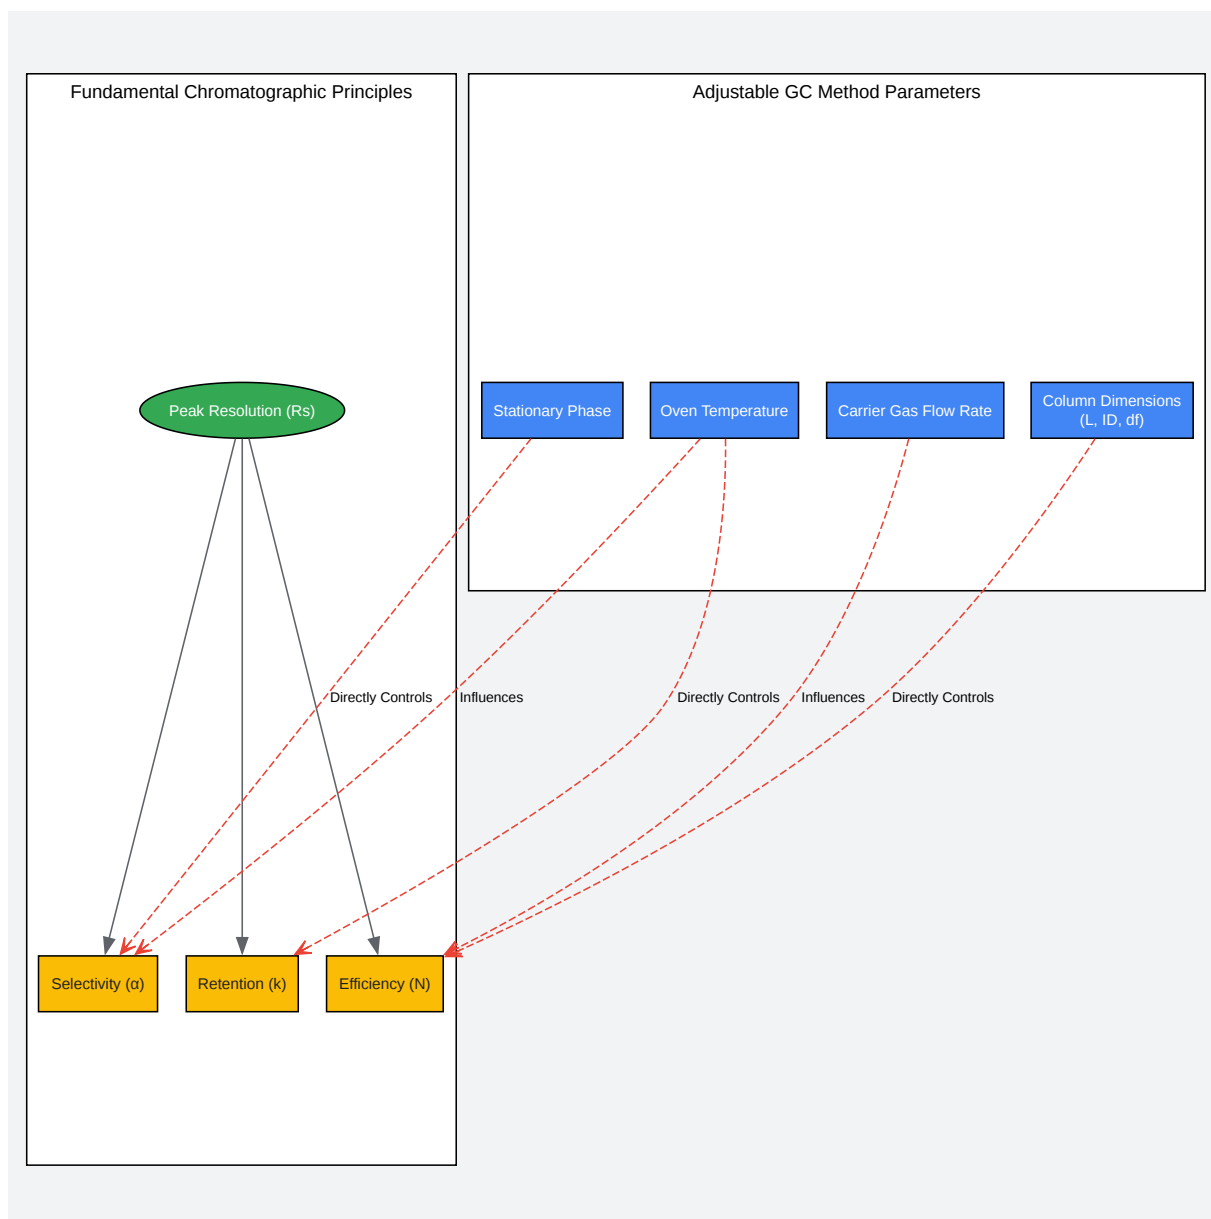 Fundamental Chromatographic Principles
Adjustable GC Method Parameters
Peak Resolution (Rs)
Stationary Phase
Oven Temperature
Carrier Gas Flow Rate
Column Dimensions
(L, ID, df)
Directly Controls
Influences
Directly Controls
Influences
Directly Controls
Selectivity (α)
Retention (k)
Efficiency (N)